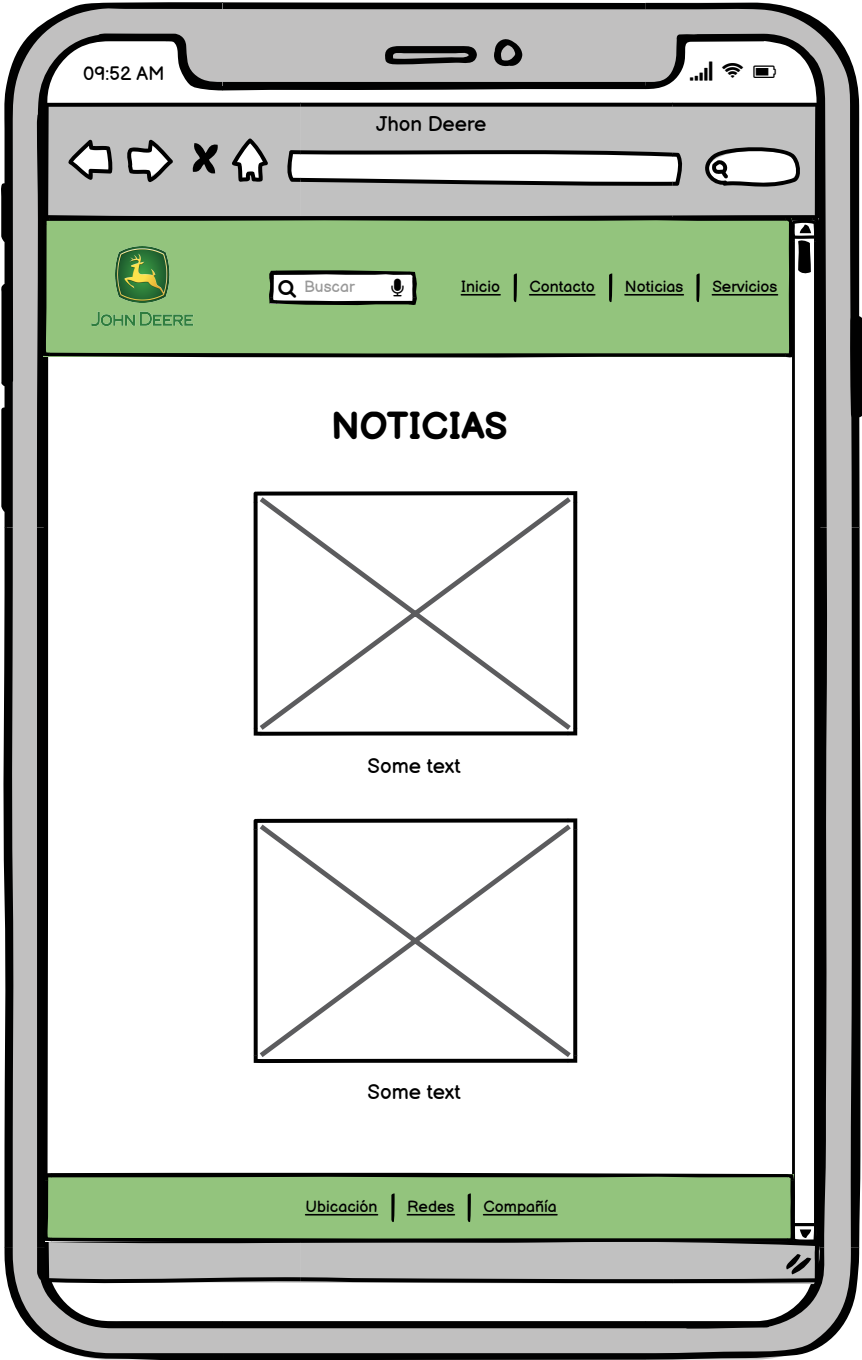 09:52 AM
Jhon Deere
JOHN DEERE
Buscar
Inicio Contacto Noticias Servicios
NOTICIAS
Some text
Some text
Ubicación Redes Compañía